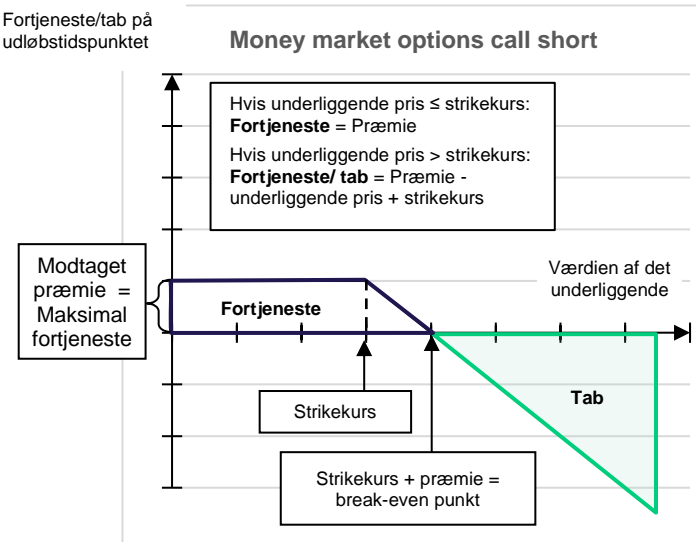 Fortjeneste/tab på
udløbstidspunktet
Money market options call short
Hvis underliggende pris ≤ strikekurs:
Fortjeneste = Præmie
Hvis underliggende pris > strikekurs:
Fortjeneste/ tab = Præmie -
underliggende pris + strikekurs
Modtaget
præmie =
Maksimal
fortjeneste
Fortjeneste
Værdien af det
underliggende
Strikekurs
Tab
Strikekurs + præmie =
break-even punkt